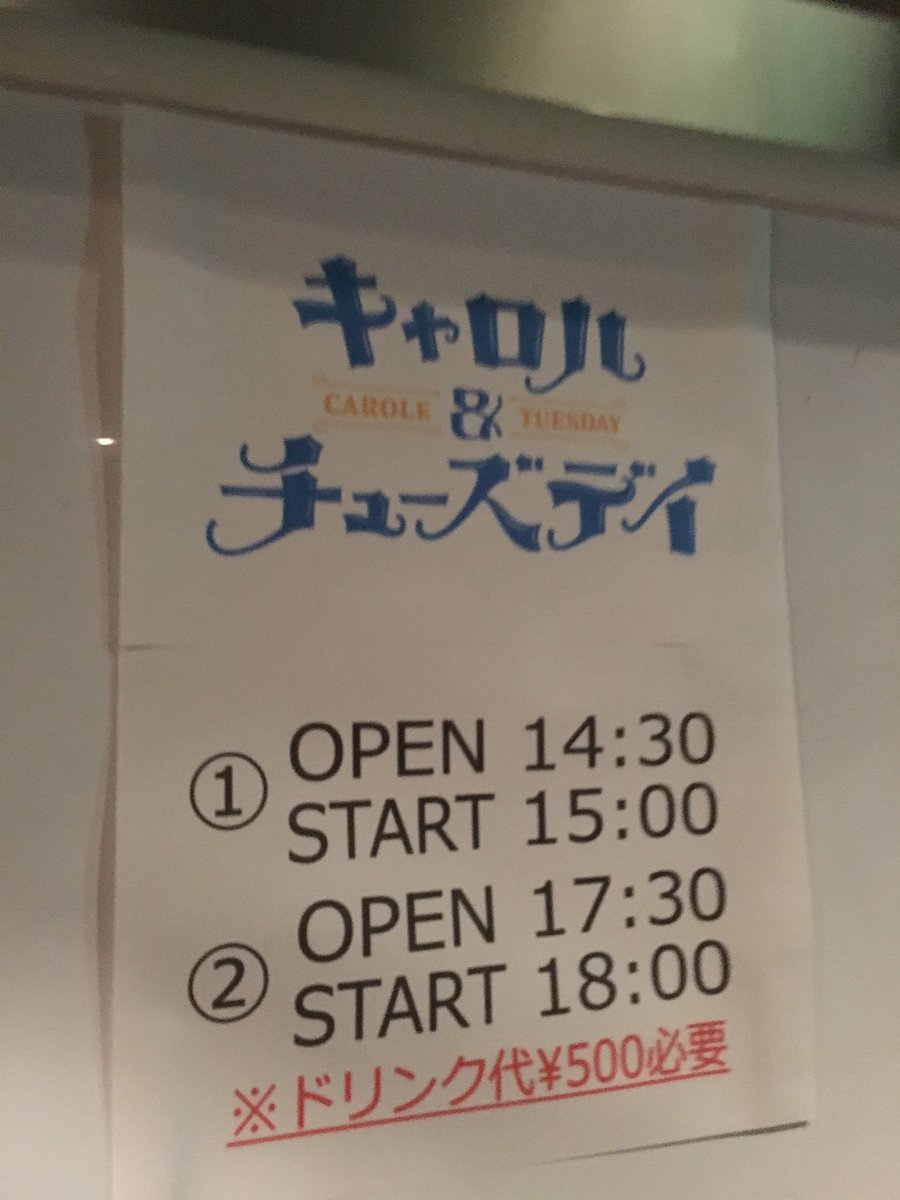 キャロル
CAROLE & TUESDAY
チューズデイ
① OPEN 14:30
START 15:00
② OPEN 17:30
START 18:00
※ドリンク代¥500必要